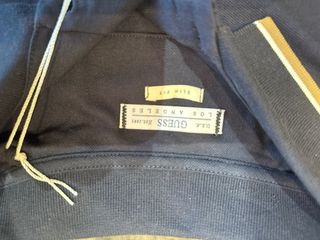 SLIM FIT
U.S.A. GUESS Est.1981
LOS ANGELES